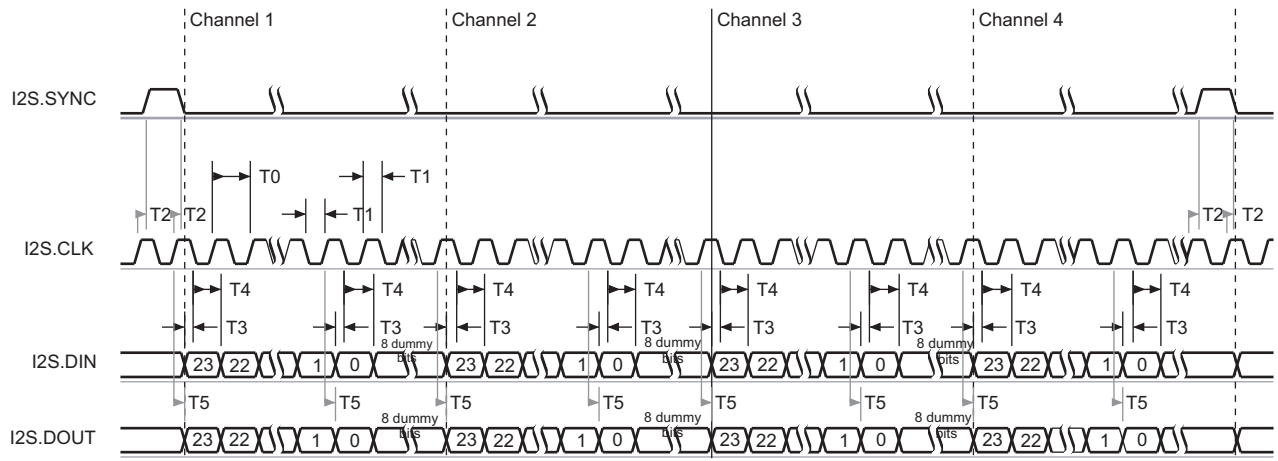 Channel 1 Channel 2 Channel 3 Channel 4
I2S.SYNC
T0 T1
T2 T2 T1 T2 T2
I2S.CLK
T4 T4 T4 T4 T4 T4 T4 T4
T3 T3 T3 T3 T3 T3 T3 T3
8 dummy bits 8 dummy bits 8 dummy bits
I2S.DIN 23 22 1 0 23 22 1 0 23 22 1 0 23 22 1 0
T5 T5 T5 T5 T5 T5 T5 T5
8 dummy bits 8 dummy bits 8 dummy bits
I2S.DOUT 23 22 1 0 23 22 1 0 23 22 1 0 23 22 1 0